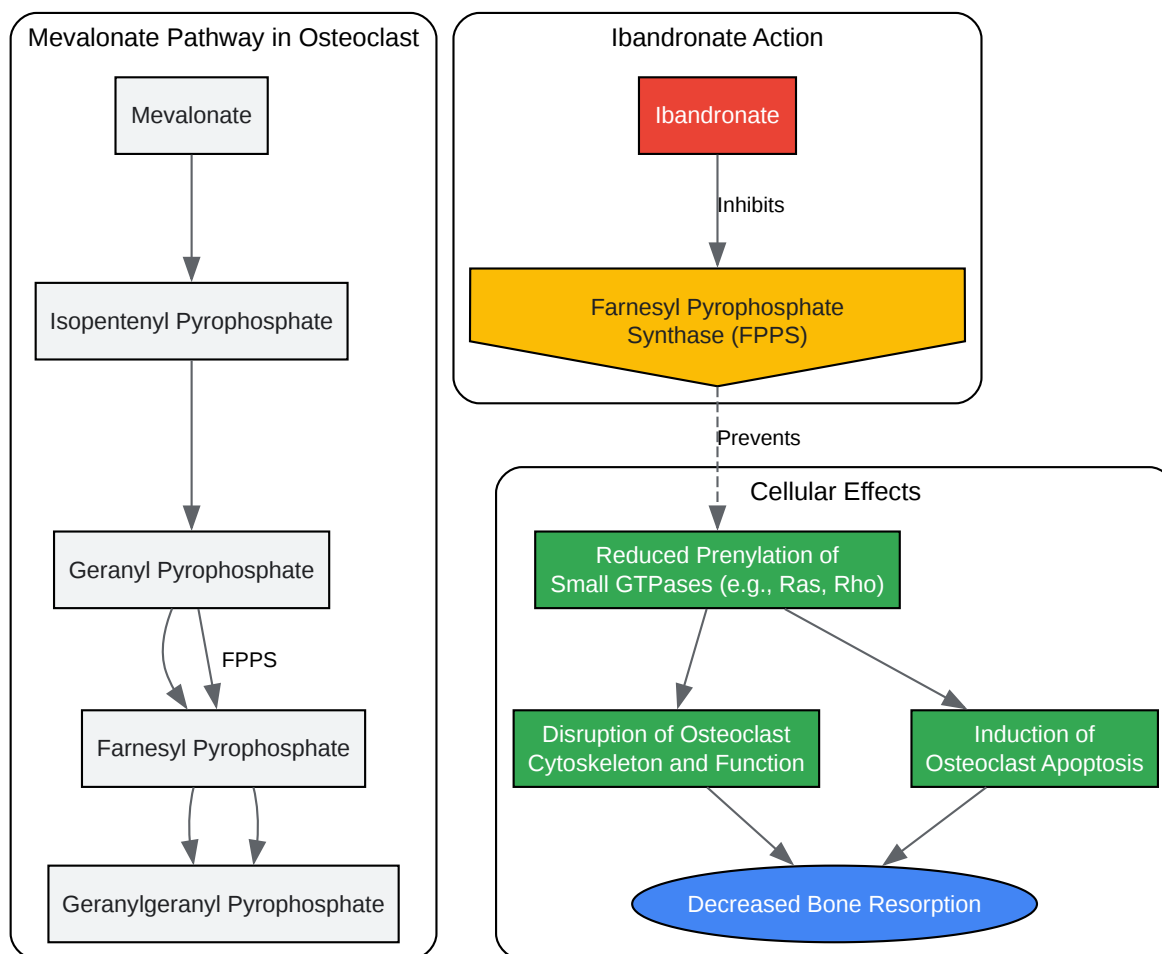 Mevalonate Pathway in Osteoclast
Mevalonate
Isopentenyl Pyrophosphate
Geranyl Pyrophosphate
FPPS
Farnesyl Pyrophosphate
Geranylgeranyl Pyrophosphate
Ibandronate Action
Ibandronate
Inhibits
Farnesyl Pyrophosphate
Synthase (FPPS)
Prevents
Cellular Effects
Reduced Prenylation of
Small GTPases (e.g., Ras, Rho)
Disruption of Osteoclast
Cytoskeleton and Function
Induction of
Osteoclast Apoptosis
Decreased Bone Resorption